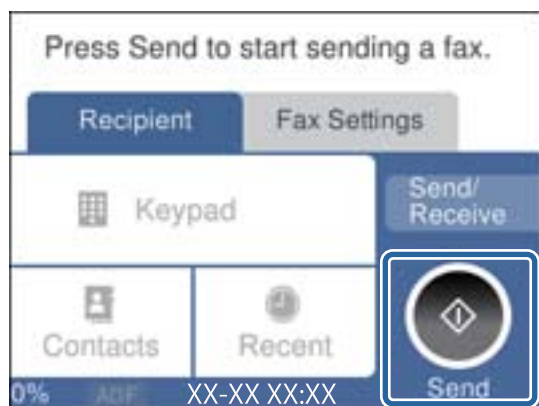 Press Send to start sending a fax.
Recipient
Fax Settings
Keypad
Send/
Receive
Contacts
Recent
0% ADF XX-XX XX:XX
Send